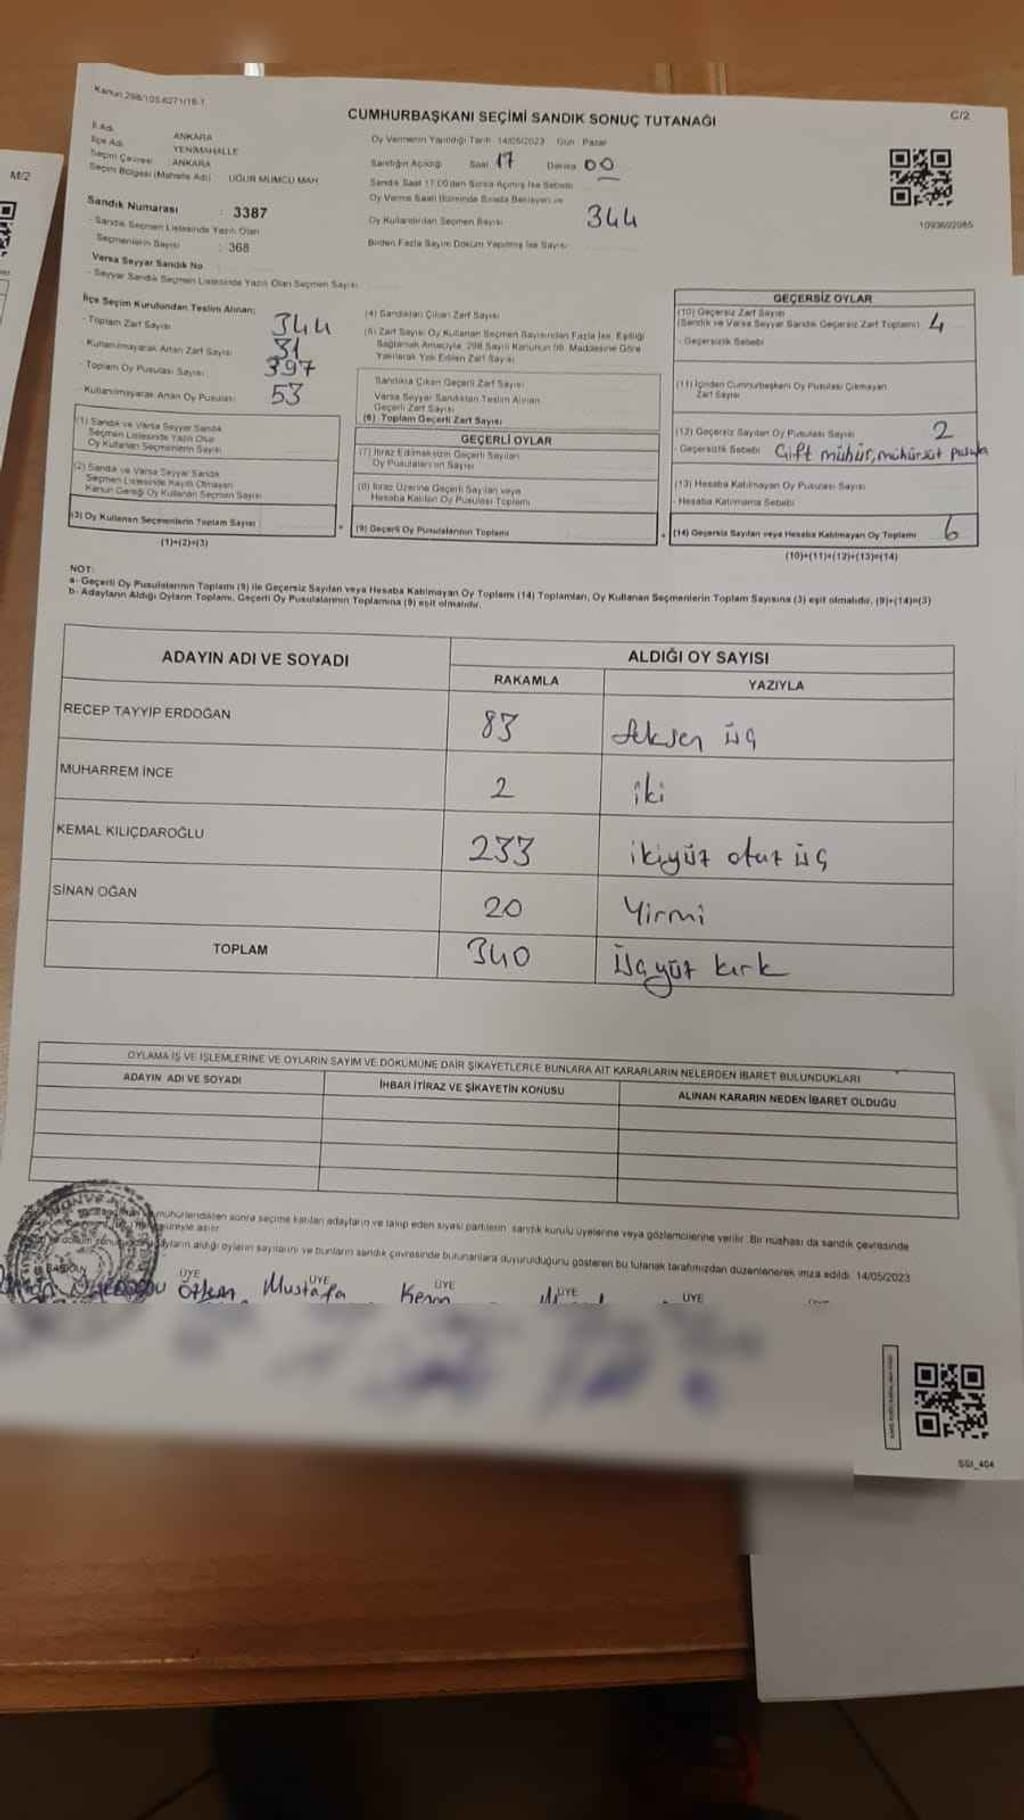 Kanun 298/105.6271/16-1
CUMHURBAŞKANI SEÇİMİ SANDIK SONUÇ TUTANAĞI
C/2
M/2
İl Adı ANKARA
İlçe Adı YENİMAHALLE
Seçim Çevresi : ANKARA
Seçim Bölgesi (Mahalle Adı) UĞUR MUMCU MAH.
Sandık Numarası : 3387
- Sandık Seçmen Listesinde Yazılı Olan
Seçmenlerin Sayısı : 368
Varsa Seyyar Sandık No
- Seyyar Sandık Seçmen Listesinde Yazılı Olan Seçmen Sayısı
Oy Vermenin Yapıldığı Tarih 14/05/2023 Gün Pazar
Sandığın Açıldığı Saat 17 Dakika 00
Sandık Saat 17.00'den Sonra Açılmış İse Sebebi
Oy Verme Saati Bitiminde Sırada Bekleyen ve
Oy Kullandırılan Seçmen Sayısı 344
Birden Fazla Sayım Döküm Yapılmış İse Sayısı
1093692985
İlçe Seçim Kurulundan Teslim Alınan;
- Toplam Zarf Sayısı 344
- Kullanılmayarak Artan Zarf Sayısı 31
- Toplam Oy Pusulası Sayısı 397
- Kullanılmayarak Artan Oy Pusulası 53
(1) Sandık ve Varsa Seyyar Sandık
Seçmen Listesinde Yazılı Olup
Oy Kullanan Seçmenlerin Sayısı
(2) Sandık ve Varsa Seyyar Sandık
Seçmen Listesinde Kayıtlı Olmayan
Kanun Gereği Oy Kullanan Seçmen Sayısı
(3) Oy Kullanan Seçmenlerin Toplam Sayısı
(1)+(2)=(3)
(4) Sandıktan Çıkan Zarf Sayısı
(5) Zarf Sayısı Oy Kullanan Seçmen Sayısından Fazla İse, Eşitliği
Sağlamak Amacıyla, 298 Sayılı Kanunun 98. Maddesine Göre
Yakılarak Yok Edilen Zarf Sayısı
Sandıkta Çıkan Geçerli Zarf Sayısı
Varsa Seyyar Sandıktan Teslim Alınan
Geçerli Zarf Sayısı
(6) Toplam Geçerli Zarf Sayısı
GEÇERLİ OYLAR
(7) İtiraz Edilmeksizin Geçerli Sayılan
Oy Pusulalarının Sayısı
(8) İtiraz Üzerine Geçerli Sayılan veya
Hesaba Katılan Oy Pusulası Toplamı
(9) Geçerli Oy Pusulalarının Toplamı
GEÇERSİZ OYLAR
(10) Geçersiz Zarf Sayısı
(Sandık ve Varsa Seyyar Sandık Geçersiz Zarf Toplamı) 4
- Geçersizlik Sebebi
(11) İçinden Cumhurbaşkanı Oy Pusulası Çıkmayan
Zarf Sayısı
(12) Geçersiz Sayılan Oy Pusulası Sayısı 2
- Geçersizlik Sebebi Çift mühür, mühürsüz pusula
(13) Hesaba Katılmayan Oy Pusulası Sayısı
- Hesaba Katılmama Sebebi
(14) Geçersiz Sayılan veya Hesaba Katılmayan Oy Toplamı 6
(10)+(11)+(12)+(13)=(14)
NOT:
a- Geçerli Oy Pusulalarının Toplamı (9) ile Geçersiz Sayılan veya Hesaba Katılmayan Oy Toplamı (14) Toplamları, Oy Kullanan Seçmenlerin Toplam Sayısına (3) eşit olmalıdır. (9)+(14)=(3)
b- Adayların Aldığı Oyların Toplamı, Geçerli Oy Pusulalarının Toplamına (9) eşit olmalıdır.
ADAYIN ADI VE SOYADI
ALDIĞI OY SAYISI
RAKAMLA YAZIYLA
RECEP TAYYİP ERDOĞAN 83 Seksen üç
MUHARREM İNCE 2 iki
KEMAL KILIÇDAROĞLU 233 ikiyüz otuz üç
SİNAN OĞAN 20 Yirmi
TOPLAM 340 Üçyüz kırk
OYLAMA İŞ VE İŞLEMLERİNE VE OYLARIN SAYIM VE DÖKÜMÜNE DAİR ŞİKAYETLERLE BUNLARA AİT KARARLARIN NELERDEN İBARET BULUNDUKLARI
ADAYIN ADI VE SOYADI İHBAR İTİRAZ VE ŞİKAYETİN KONUSU ALINAN KARARIN NEDEN İBARET OLDUĞU
mühürlendikten sonra seçime katılan adayların ve takip eden siyasi partilerin sandık kurulu üyelerine veya gözlemcilerine verilir. Bir nüshası da sandık çevresinde
asılır.
aldığı oyların sayılarını ve bunların sandık çevresinde bulunanlara duyurulduğunu gösteren bu tutanak tarafımızdan düzenlenerek imza edildi. 14/05/2023
BAŞKAN ÜYE ÜYE ÜYE ÜYE ÜYE
Özlem Mustafa Kerem
SSI_404